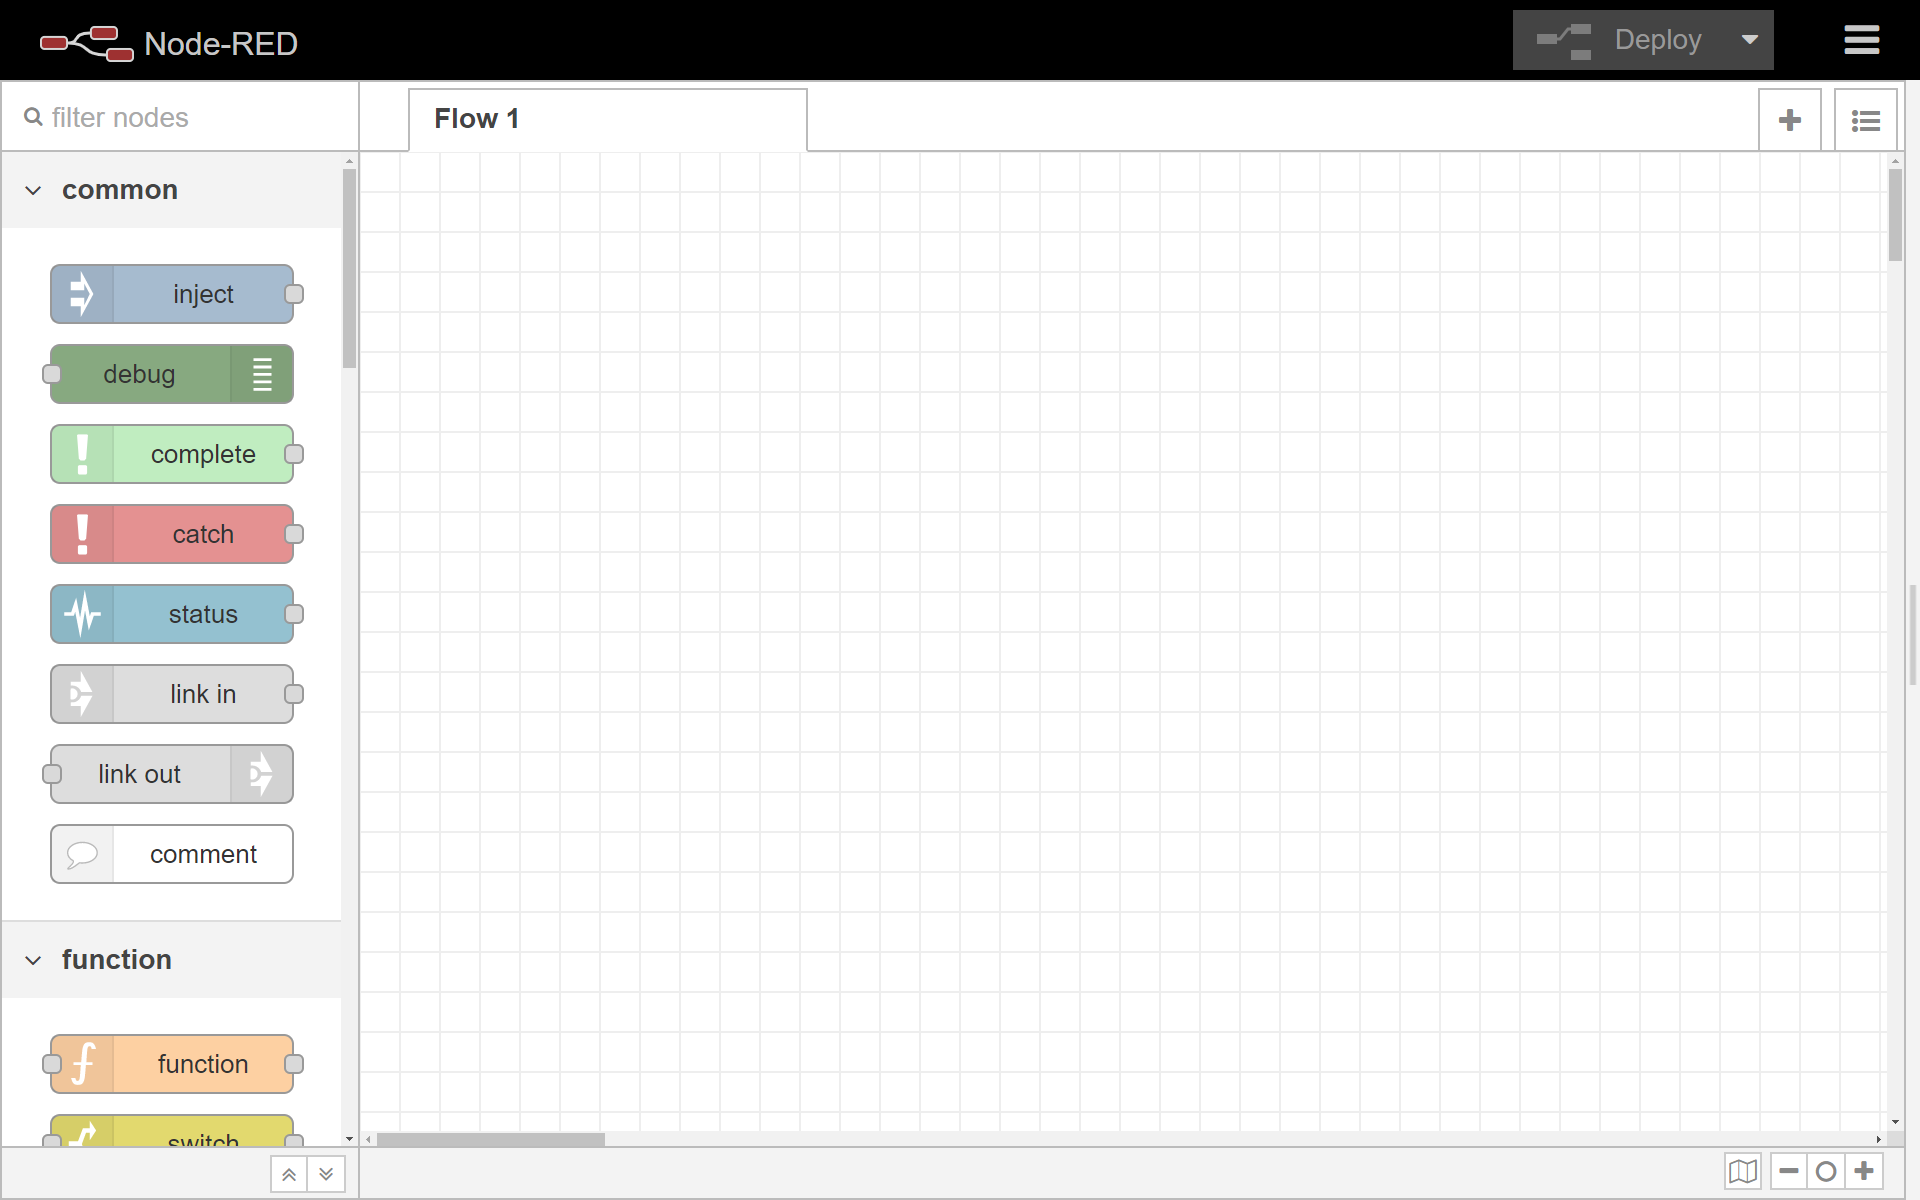 Node-RED
Deploy
filter nodes
Flow 1
common
inject
debug
complete
catch
status
link in
link out
comment
function
function
switch